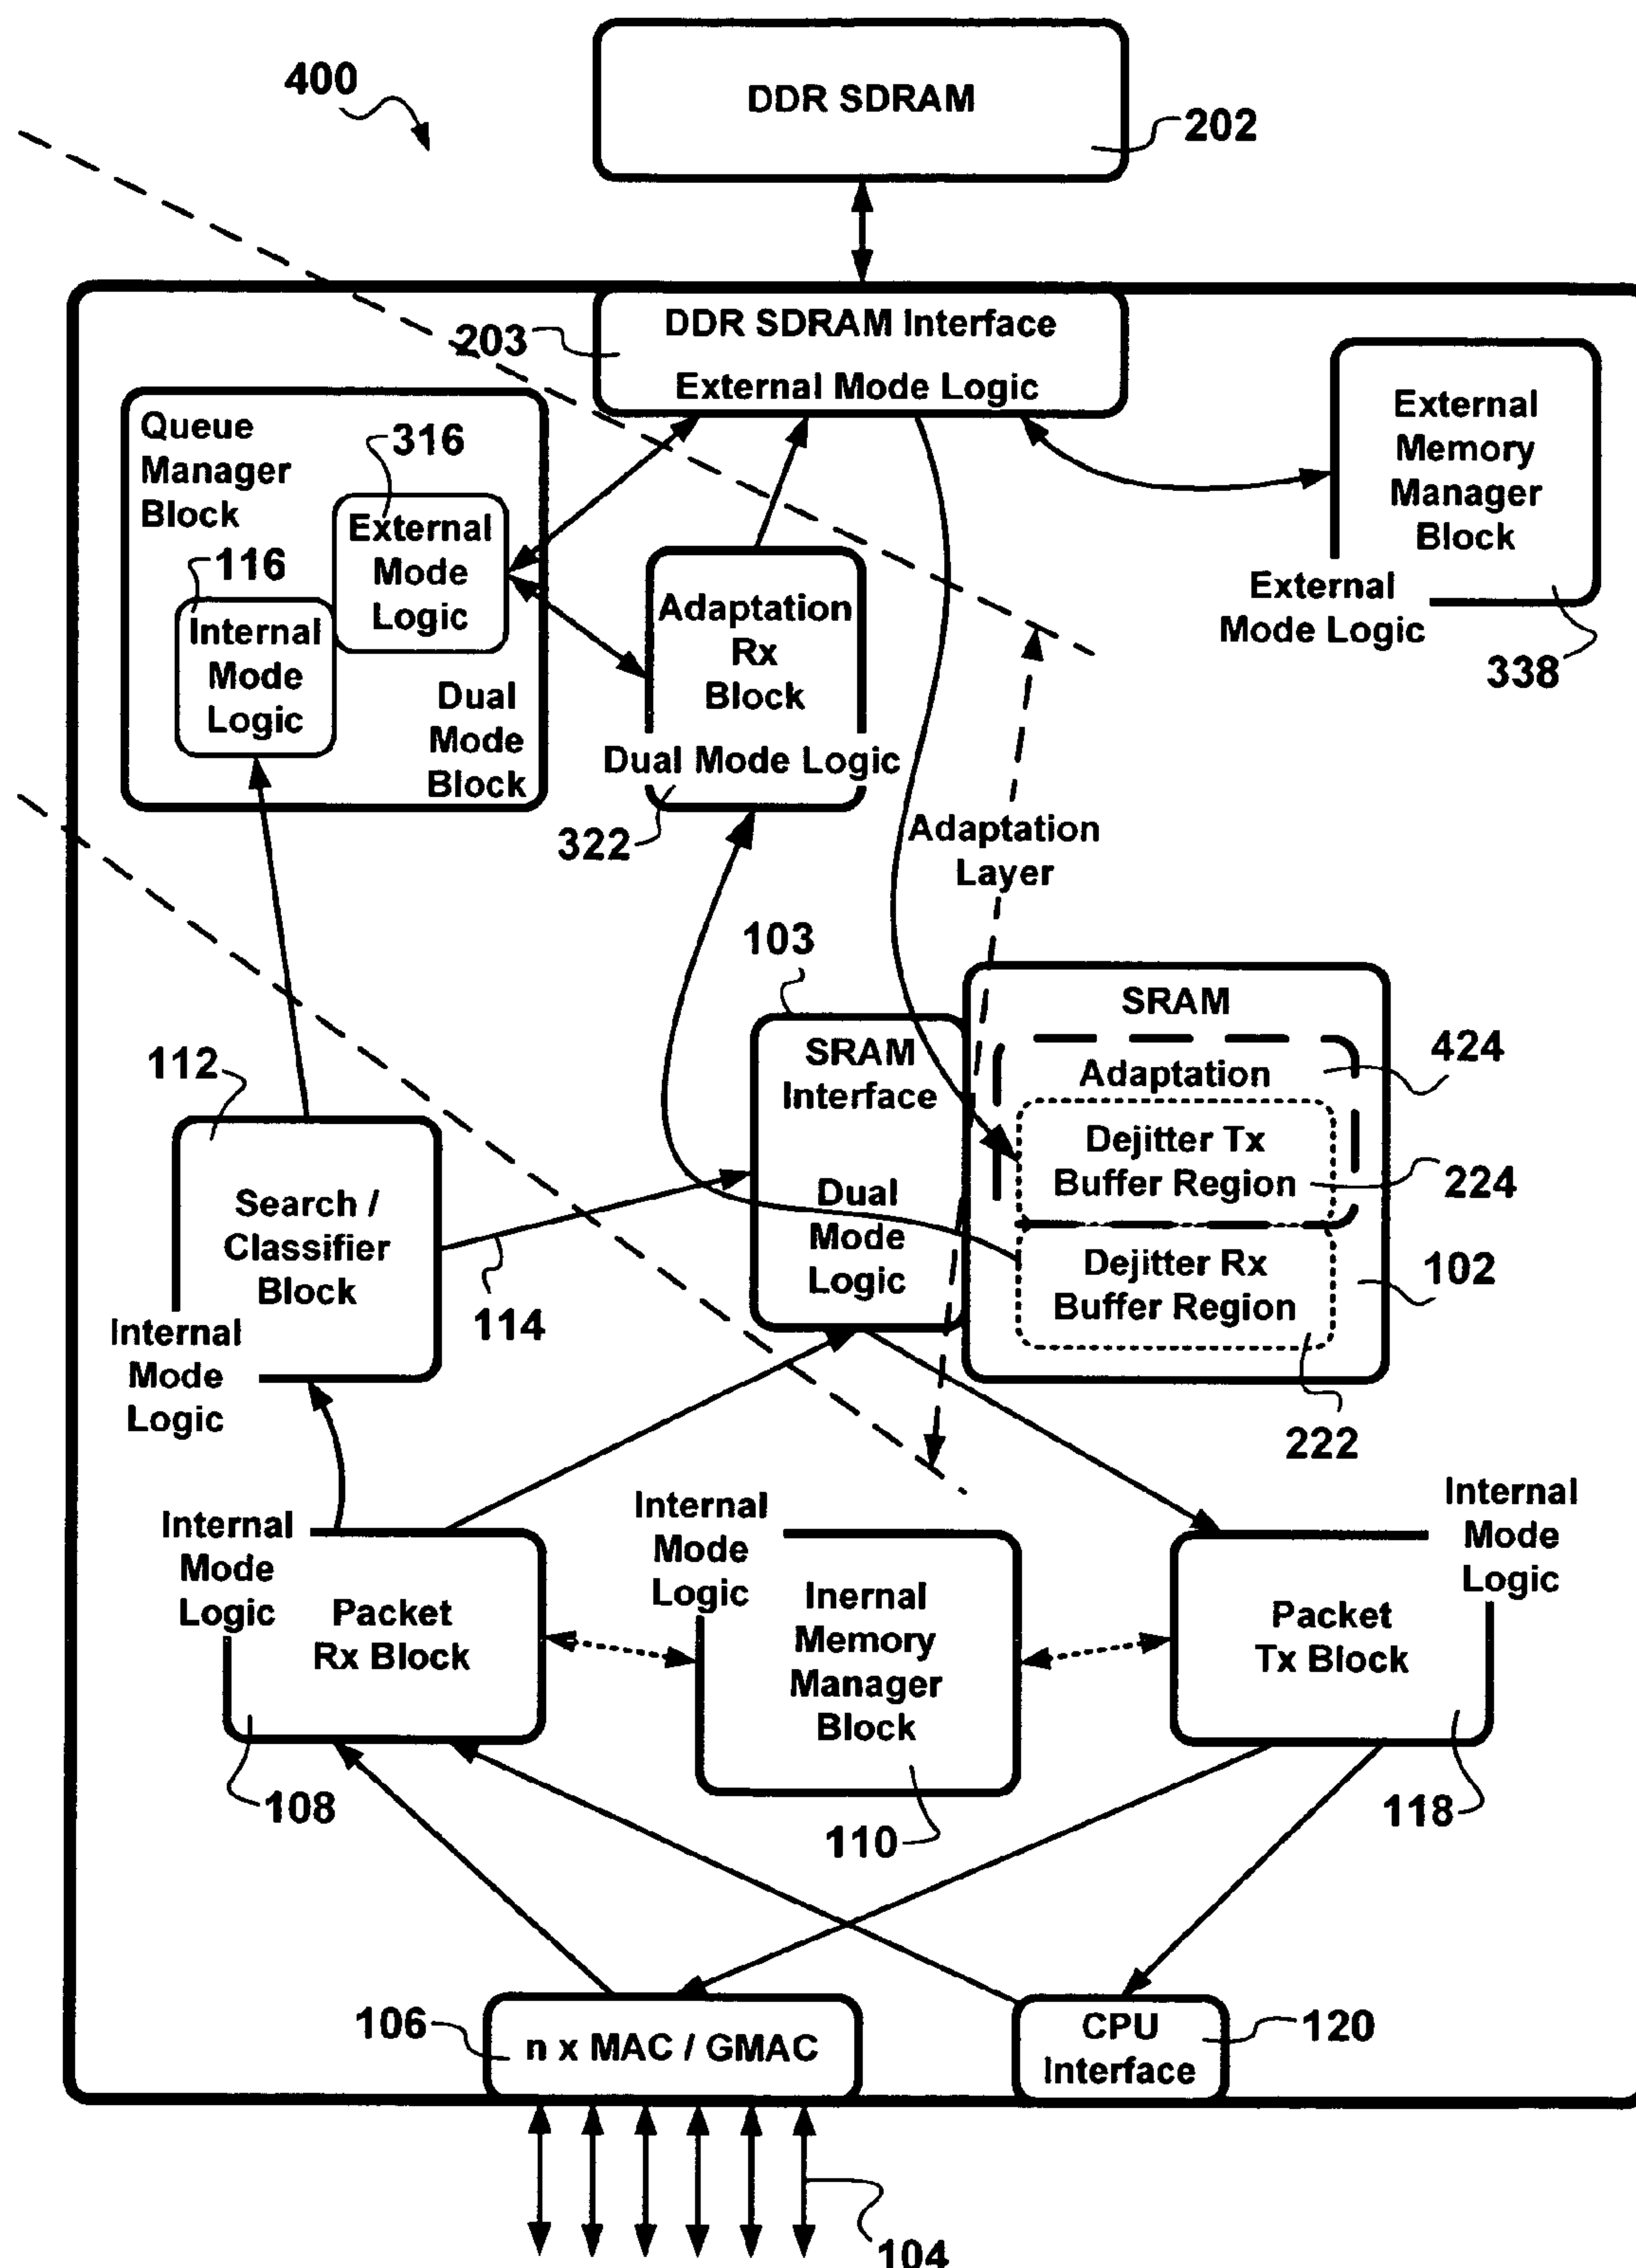 400
DDR SDRAM
202
203
DDR SDRAM Interface
External Mode Logic
External
Memory
Manager
Block
External
Mode Logic
338
Queue
Manager
Block
316
External
Mode
Logic
116
Internal
Mode
Logic
Dual
Mode
Block
Adaptation
Rx
Block
Dual Mode Logic
322
Adaptation
Layer
103
SRAM
Interface
Dual
Mode
Logic
SRAM
Adaptation
424
Dejitter Tx
Buffer Region
224
Dejitter Rx
Buffer Region
102
222
112
Search /
Classifier
Block
Internal
Mode
Logic
114
Internal
Mode
Logic
Packet
Rx Block
108
Internal
Mode
Logic
Inernal
Memory
Manager
Block
110
Internal
Mode
Logic
Packet
Tx Block
118
106
n x MAC / GMAC
CPU
Interface
120
104